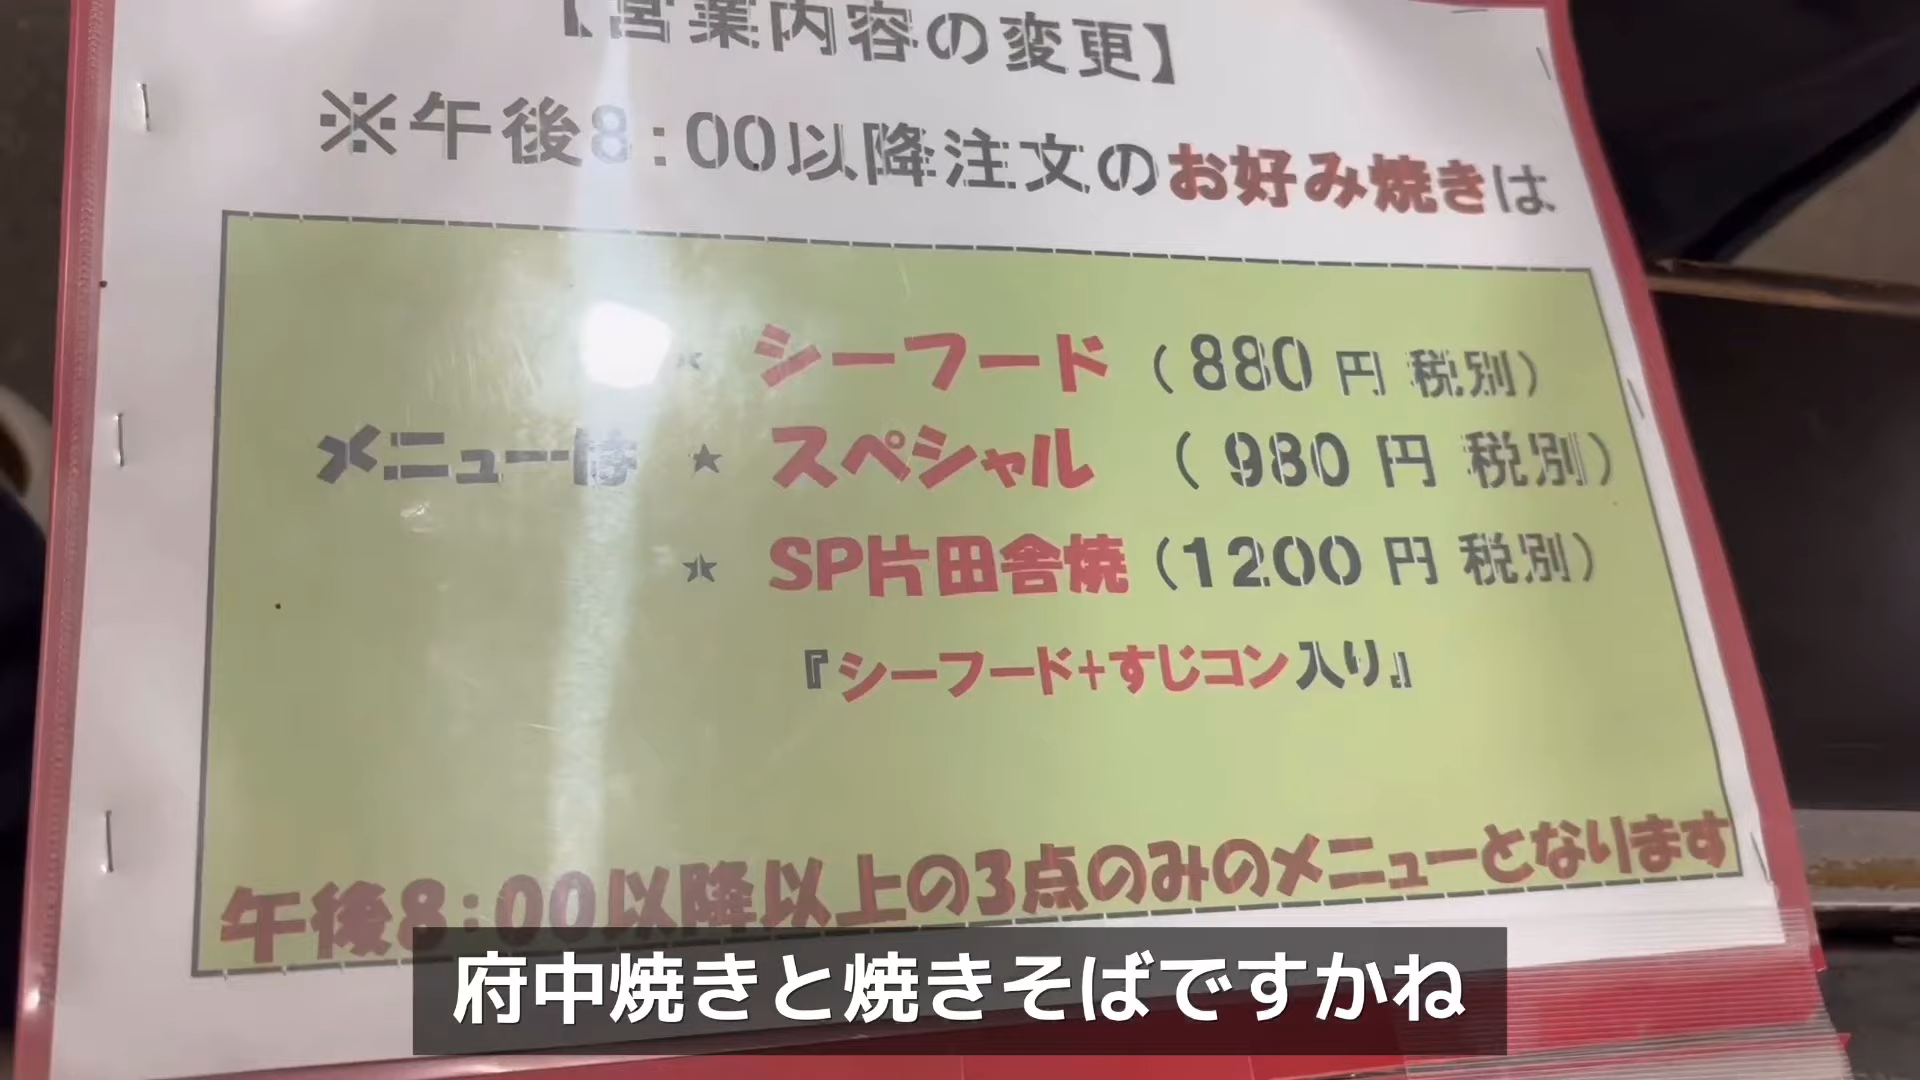 【営業内容の変更】
※午後8:00以降注文のお好み焼きは
★ シーフード (880円 税別)
メニューは ★ スペシャル (980円 税別)
★ SP片田舎焼 (1200円 税別)
『シーフード+すじコン入り』
午後8:00以降以上の3点のみのメニューとなります
府中焼きと焼きそばですかね